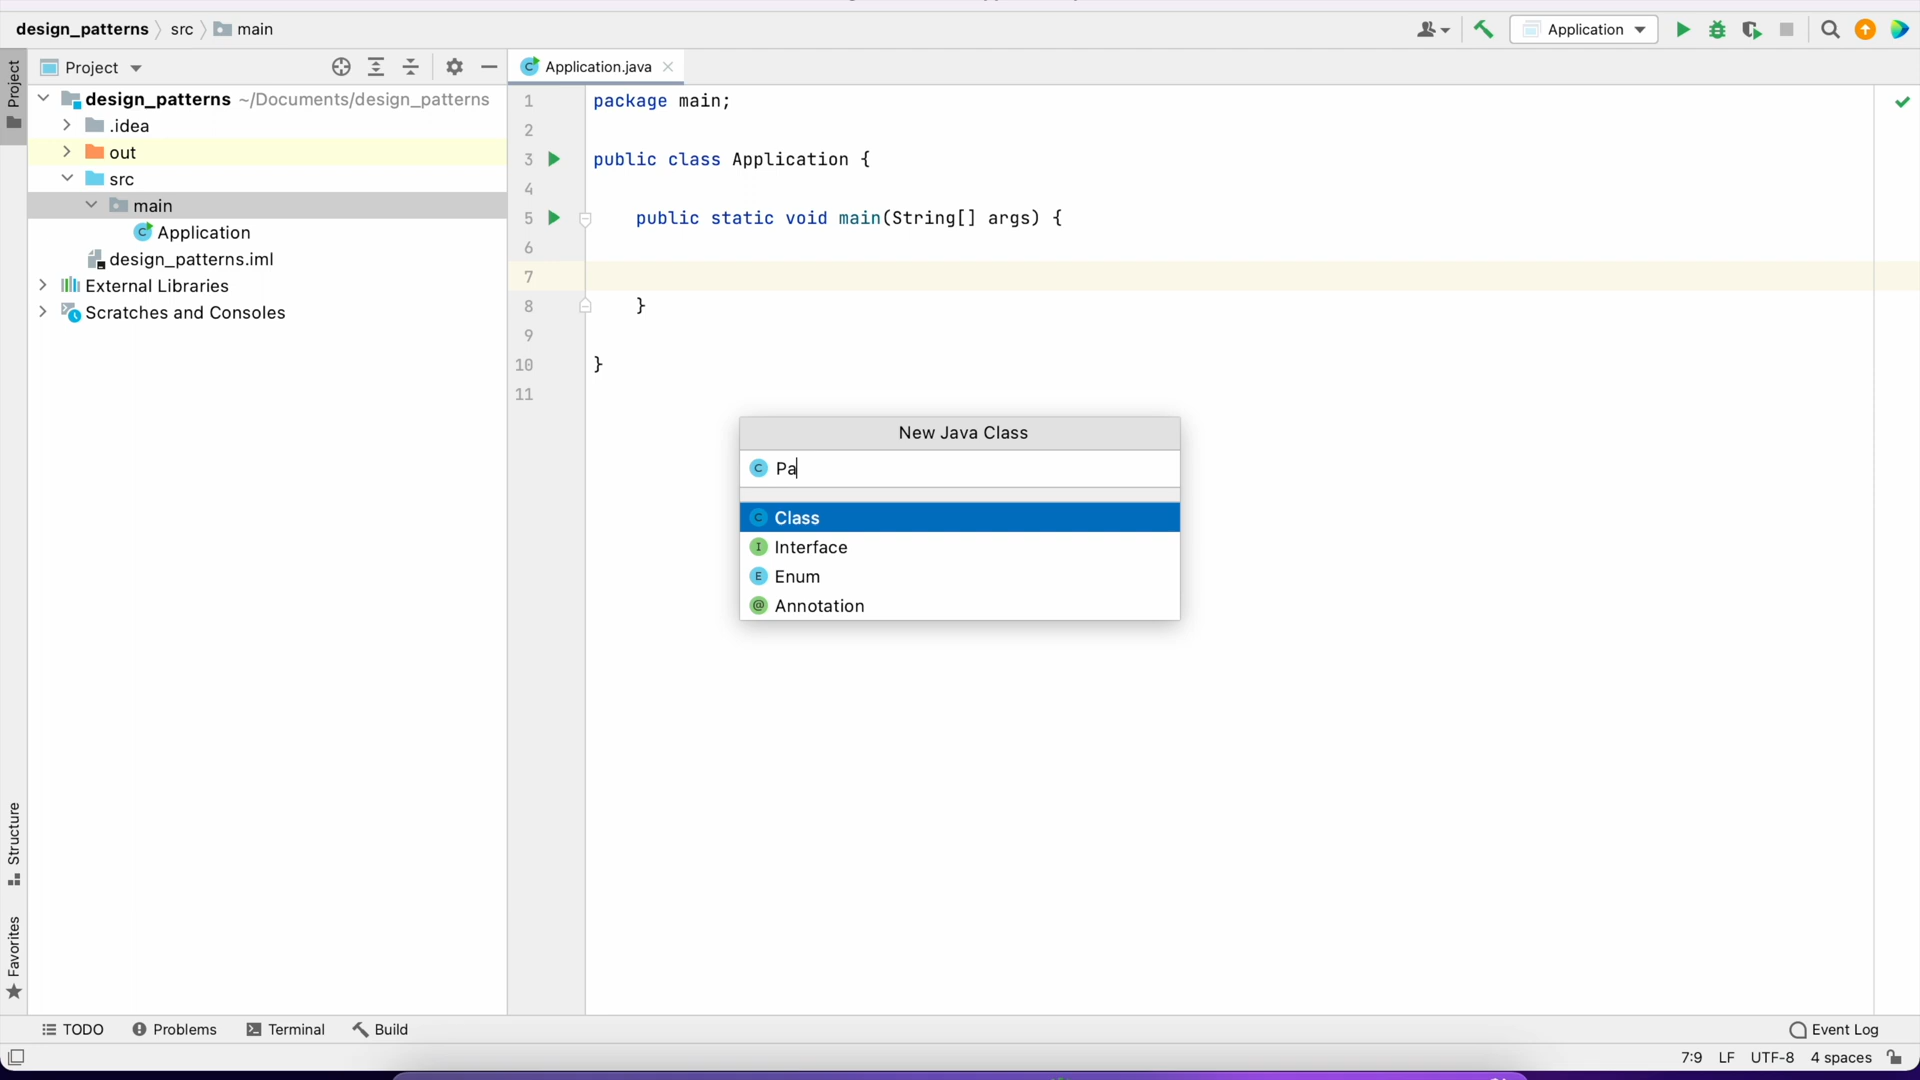 design_patterns src main
Application
Project
Project
Application.java
design_patterns ~/Documents/design_patterns
.idea
out
src
main
Application
design_patterns.iml
External Libraries
Scratches and Consoles
1 package main;
2
3 public class Application {
4
5 public static void main(String[] args) {
6
7
8 }
9
10 }
11
New Java Class
C Pa
C Class
I Interface
E Enum
@ Annotation
Structure
Favorites
TODO Problems Terminal Build
Event Log
7:9 LF UTF-8 4 spaces